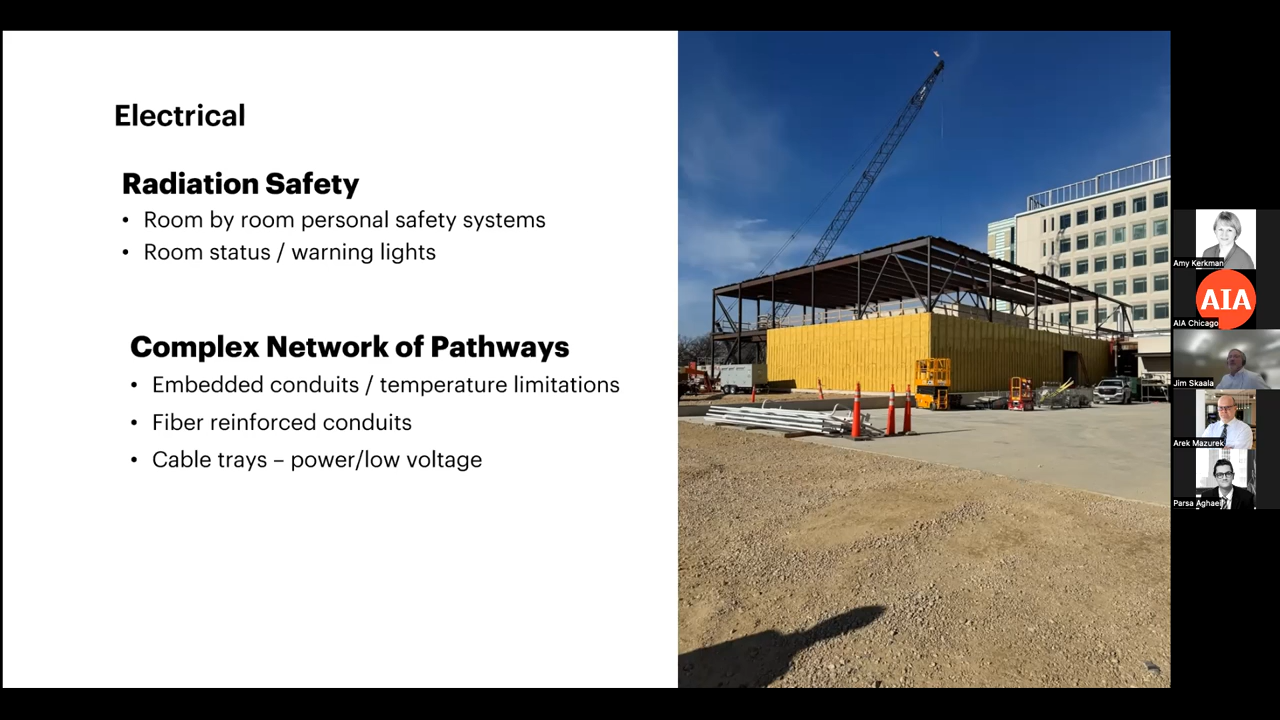 Electrical
Radiation Safety
• Room by room personal safety systems
• Room status / warning lights
Complex Network of Pathways
• Embedded conduits / temperature limitations
• Fiber reinforced conduits
• Cable trays – power/low voltage
Amy Kerkman
AIA
AIA Chicago
Jim Skaala
Arek Mazurek
Parsa Aghaei